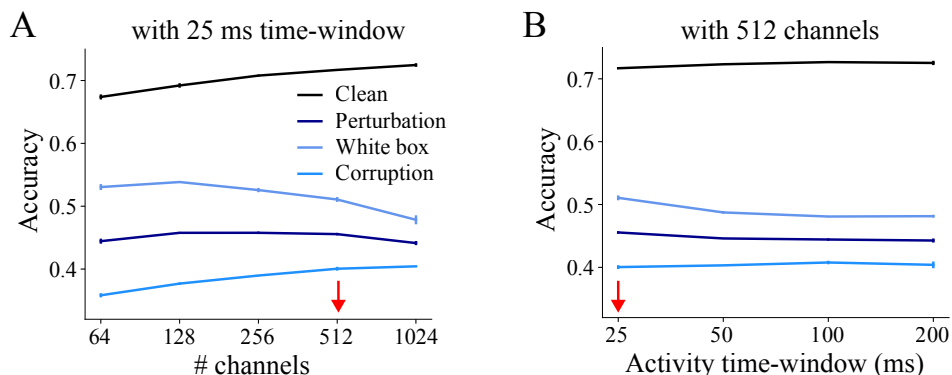 A
with 25 ms time-window
Accuracy
0.7
0.6
0.5
0.4
Clean
Perturbation
White box
Corruption
64
128
256
512
1024
# channels
B
with 512 channels
Accuracy
0.7
0.5
0.4
25
50
100
200
Activity time-window (ms)